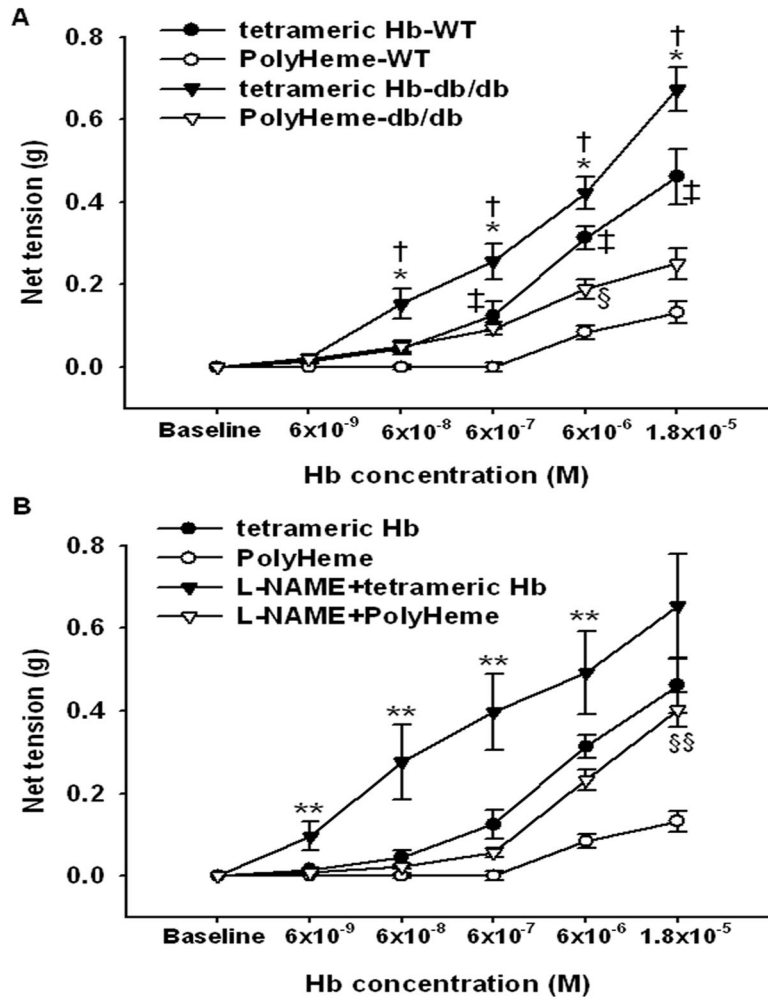 A
tetrameric Hb-WT
PolyHeme-WT
tetrameric Hb-db/db
PolyHeme-db/db
Net tension (g)
0.8
0.6
0.4
0.2
0.0
† * † * † * † *
‡ ‡ ‡ §
Baseline 6x10⁻⁹ 6x10⁻⁸ 6x10⁻⁷ 6x10⁻⁶ 1.8x10⁻⁵
Hb concentration (M)
B
tetrameric Hb
PolyHeme
L-NAME+tetrameric Hb
L-NAME+PolyHeme
Net tension (g)
0.8
0.6
0.4
0.2
0.0
** ** ** **
§§
Baseline 6x10⁻⁹ 6x10⁻⁸ 6x10⁻⁷ 6x10⁻⁶ 1.8x10⁻⁵
Hb concentration (M)